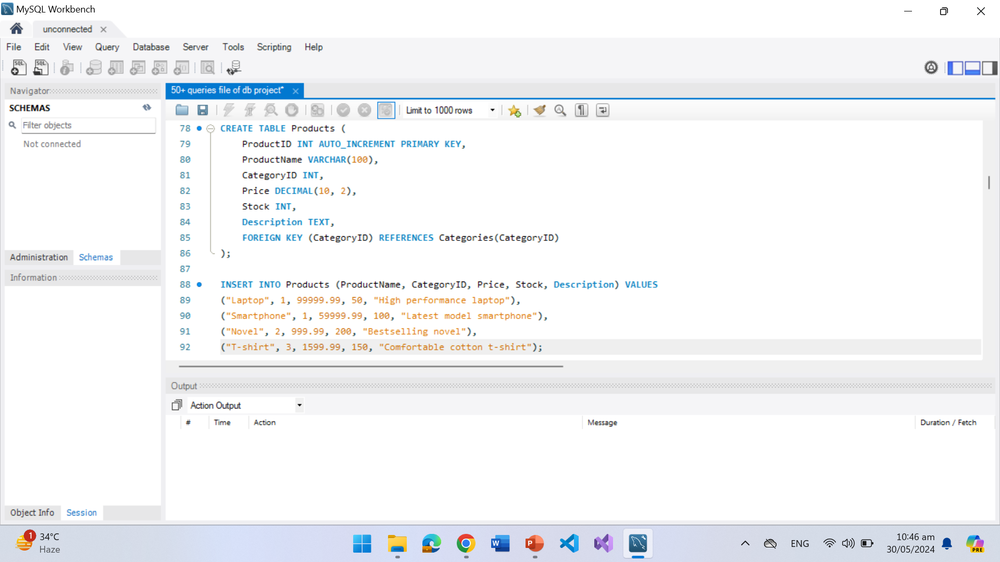 MySQL Workbench
unconnected
File Edit View Query Database Server Tools Scripting Help
Navigator
SCHEMAS
Filter objects
Not connected
Administration Schemas
Information
Object Info Session
50+ queries file of db project*
Limit to 1000 rows
78 CREATE TABLE Products (
79 ProductID INT AUTO_INCREMENT PRIMARY KEY,
80 ProductName VARCHAR(100),
81 CategoryID INT,
82 Price DECIMAL(10, 2),
83 Stock INT,
84 Description TEXT,
85 FOREIGN KEY (CategoryID) REFERENCES Categories(CategoryID)
86 );
87
88 INSERT INTO Products (ProductName, CategoryID, Price, Stock, Description) VALUES
89 ("Laptop", 1, 99999.99, 50, "High performance laptop"),
90 ("Smartphone", 1, 59999.99, 100, "Latest model smartphone"),
91 ("Novel", 2, 999.99, 200, "Bestselling novel"),
92 ("T-shirt", 3, 1599.99, 150, "Comfortable cotton t-shirt");
Output
Action Output
# Time Action Message Duration / Fetch
1 34°C
Haze
ENG
10:46 am
30/05/2024
PRE